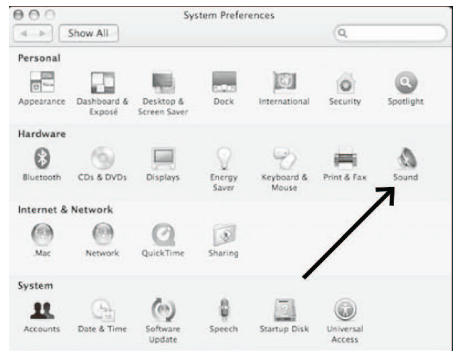 System Preferences
Show All
Personal
Appearance Dashboard & Exposé Desktop & Screen Saver Dock International Security Spotlight
Hardware
Bluetooth CDs & DVDs Displays Energy Saver Keyboard & Mouse Print & Fax Sound
Internet & Network
.Mac Network QuickTime Sharing
System
Accounts Date & Time Software Update Speech Startup Disk Universal Access